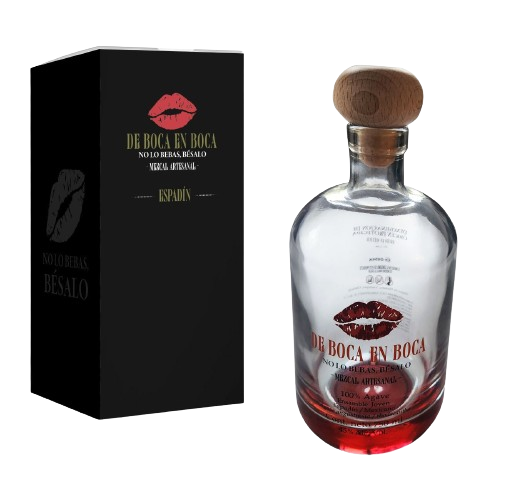 DE BOCA EN BOCA
NO LO BEBAS, BÉSALO
-MEZCAL ARTESANAL-
ESPADÍN
NO LO BEBAS,
BÉSALO
DE BOCA EN BOCA
NO LO BEBAS, BÉSALO
-MEZCAL ARTESANAL-
100% Agave